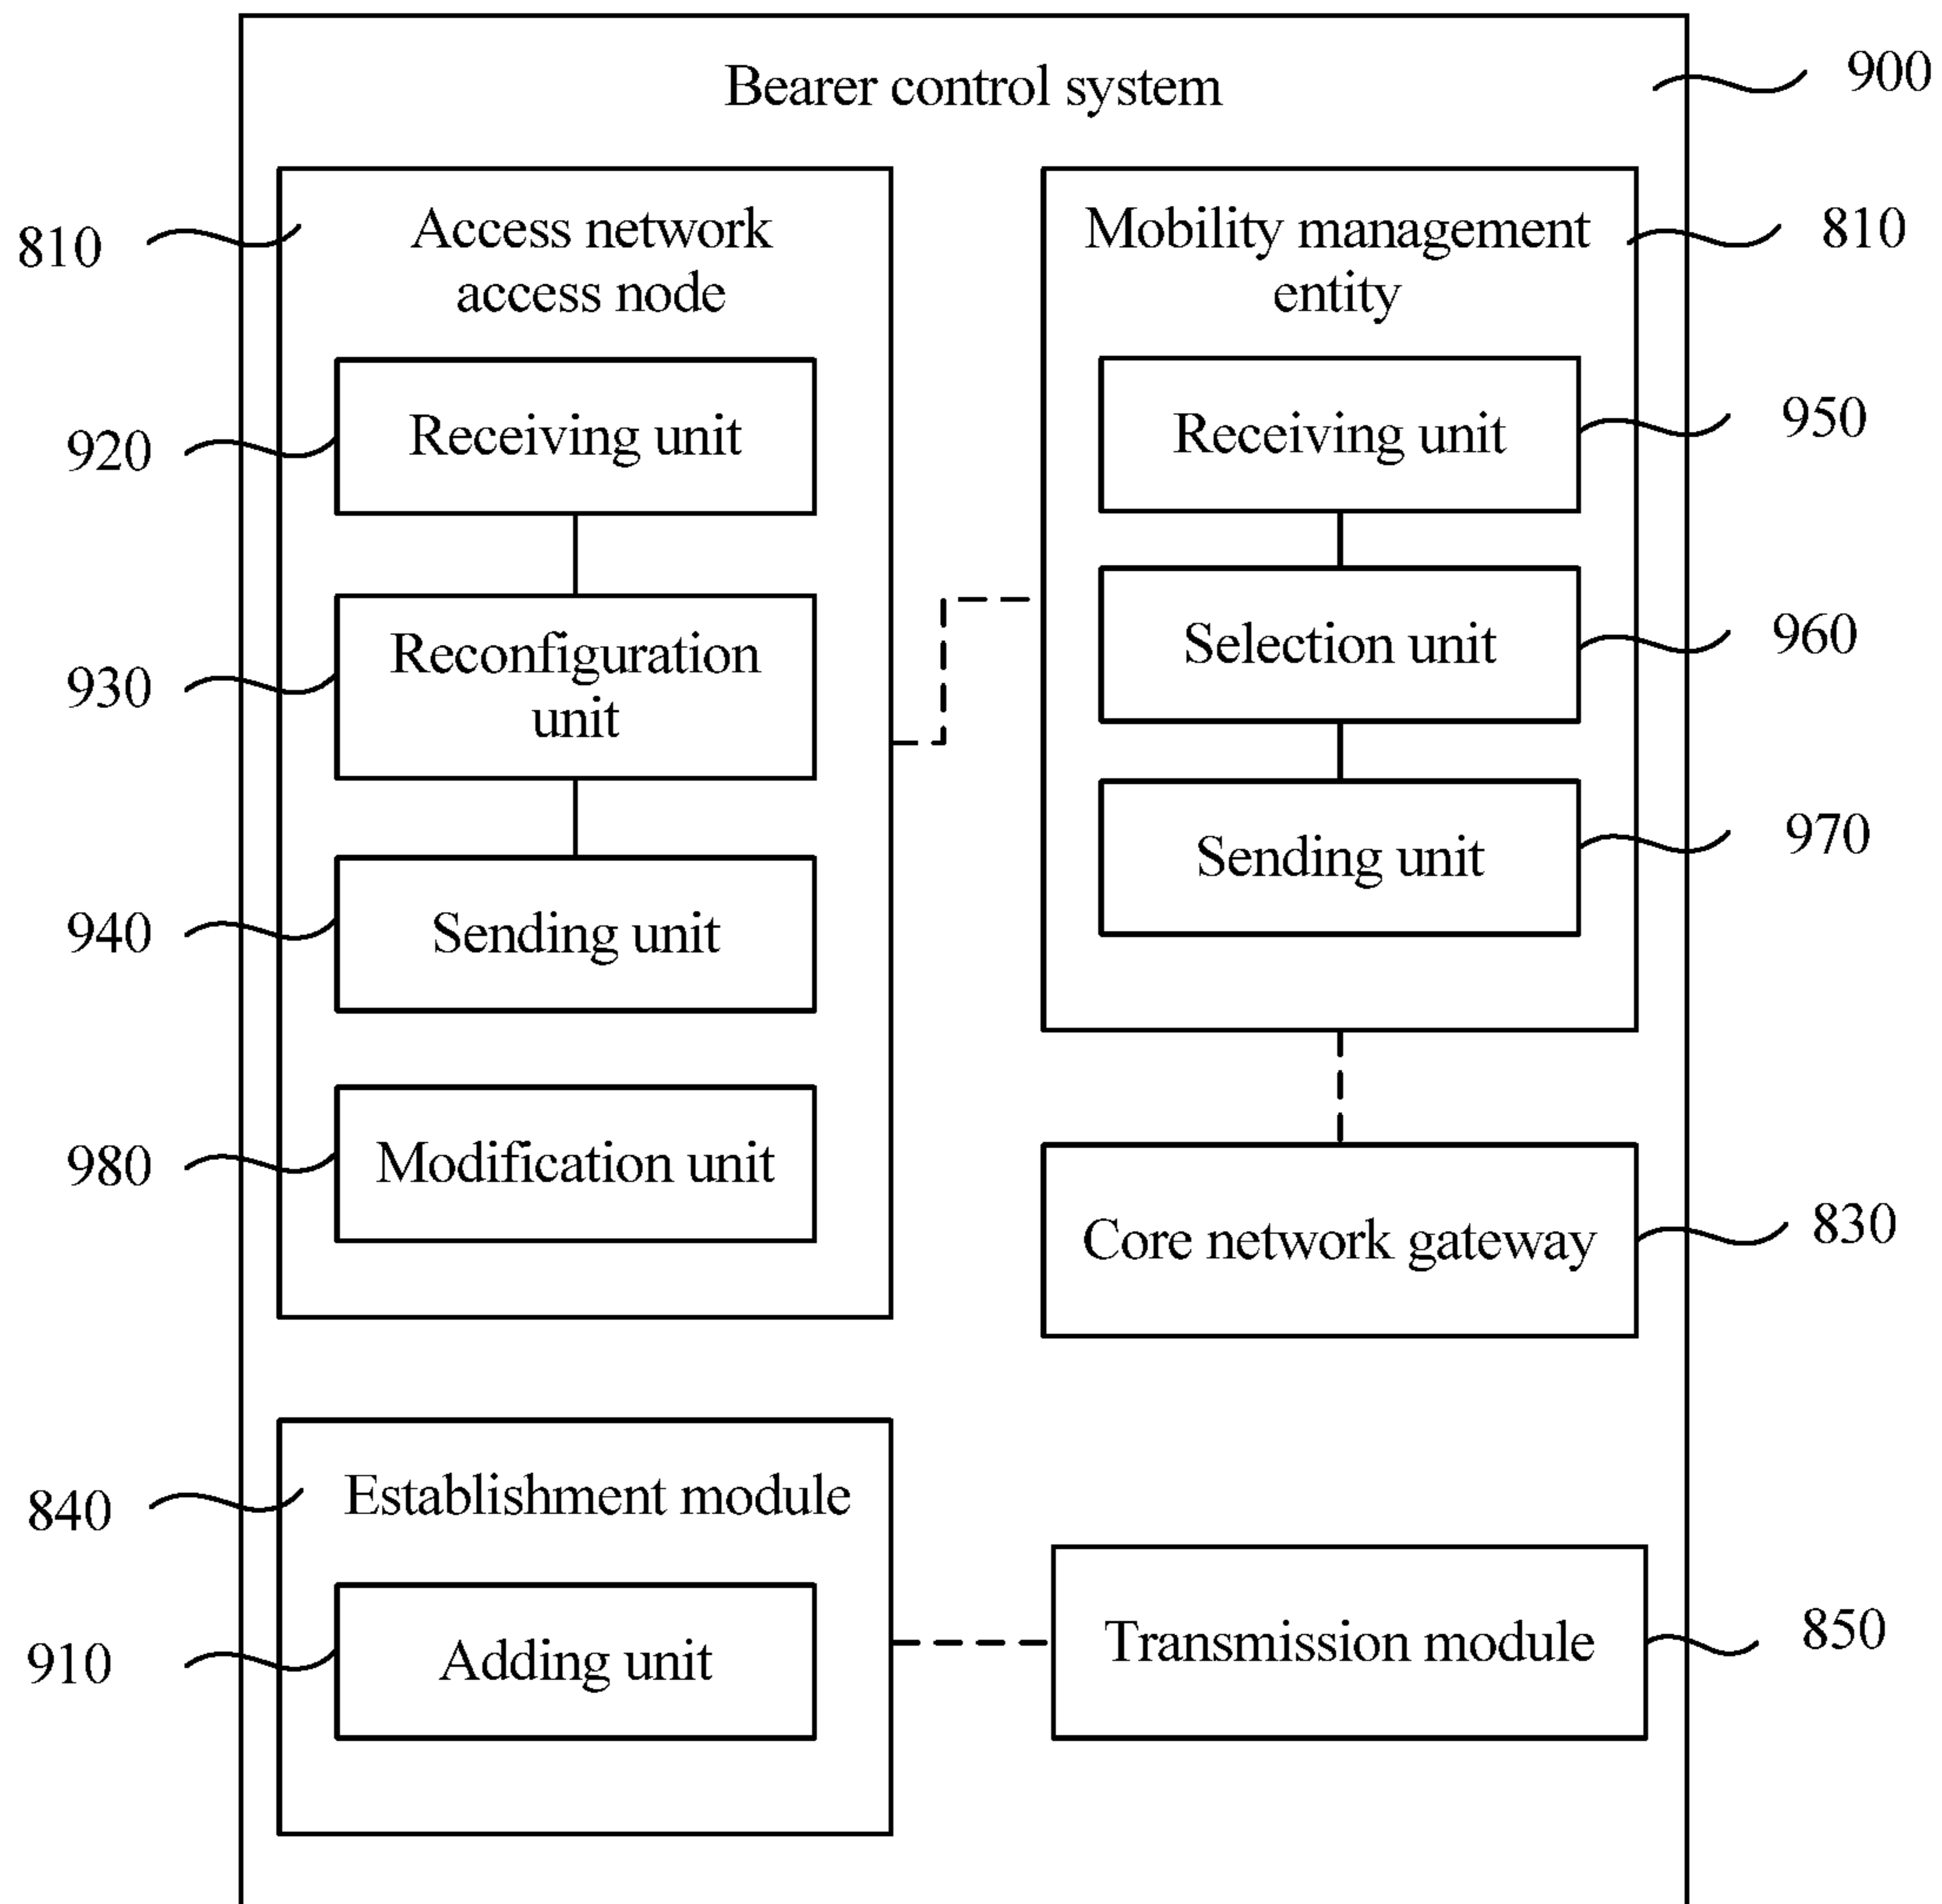 Bearer control system
900
810
Access network
access node
920
Receiving unit
930
Reconfiguration
unit
940
Sending unit
980
Modification unit
Mobility management
entity
810
Receiving unit
950
Selection unit
960
Sending unit
970
Core network gateway
830
840
Establishment module
910
Adding unit
Transmission module
850